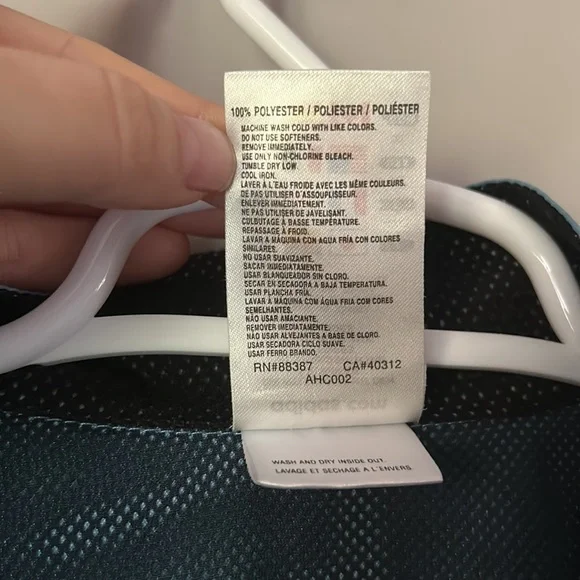 100% POLYESTER / POLIESTER / POLIÉSTER
MACHINE WASH COLD WITH LIKE COLORS.
DO NOT USE SOFTENERS.
REMOVE IMMEDIATELY.
USE ONLY NON-CHLORINE BLEACH.
TUMBLE DRY LOW.
COOL IRON.
LAVER À L'EAU FROIDE AVEC LES MÊME COULEURS.
DE PAS UTILISER D'ASSOUPLISSEUR.
ENLEVER IMMÉDIATEMENT.
NE PAS UTILISER DE JAVELISANT.
CULBUTAGE À BASSE TEMPÉRATURE.
REPASSAGE À FROID.
LAVAR A MÁQUINA CON AGUA FRÍA CON COLORES
SIMILARES.
NO USAR SUAVIZANTE.
SACAR INMEDIATAMENTE.
USAR BLANQUEADOR SIN CLORO.
SECAR EN SECADORA A BAJA TEMPERATURA.
USAR PLANCHA FRIA.
LAVAR À MÁQUINA COM ÁGUA FRIA COM CORES
SEMELHANTES.
NÃO USAR AMACIANTE.
REMOVER IMEDIATAMENTE.
NÃO USAR ALVEJANTES A BASE DE CLORO.
USAR SECADORA CICLO SUAVE.
USAR FERRO BRANDO.
RN#88387 CA#40312
AHC002
adidas.com
WASH AND DRY INSIDE OUT.
LAVAGE ET SECHAGE A L'ENVERS